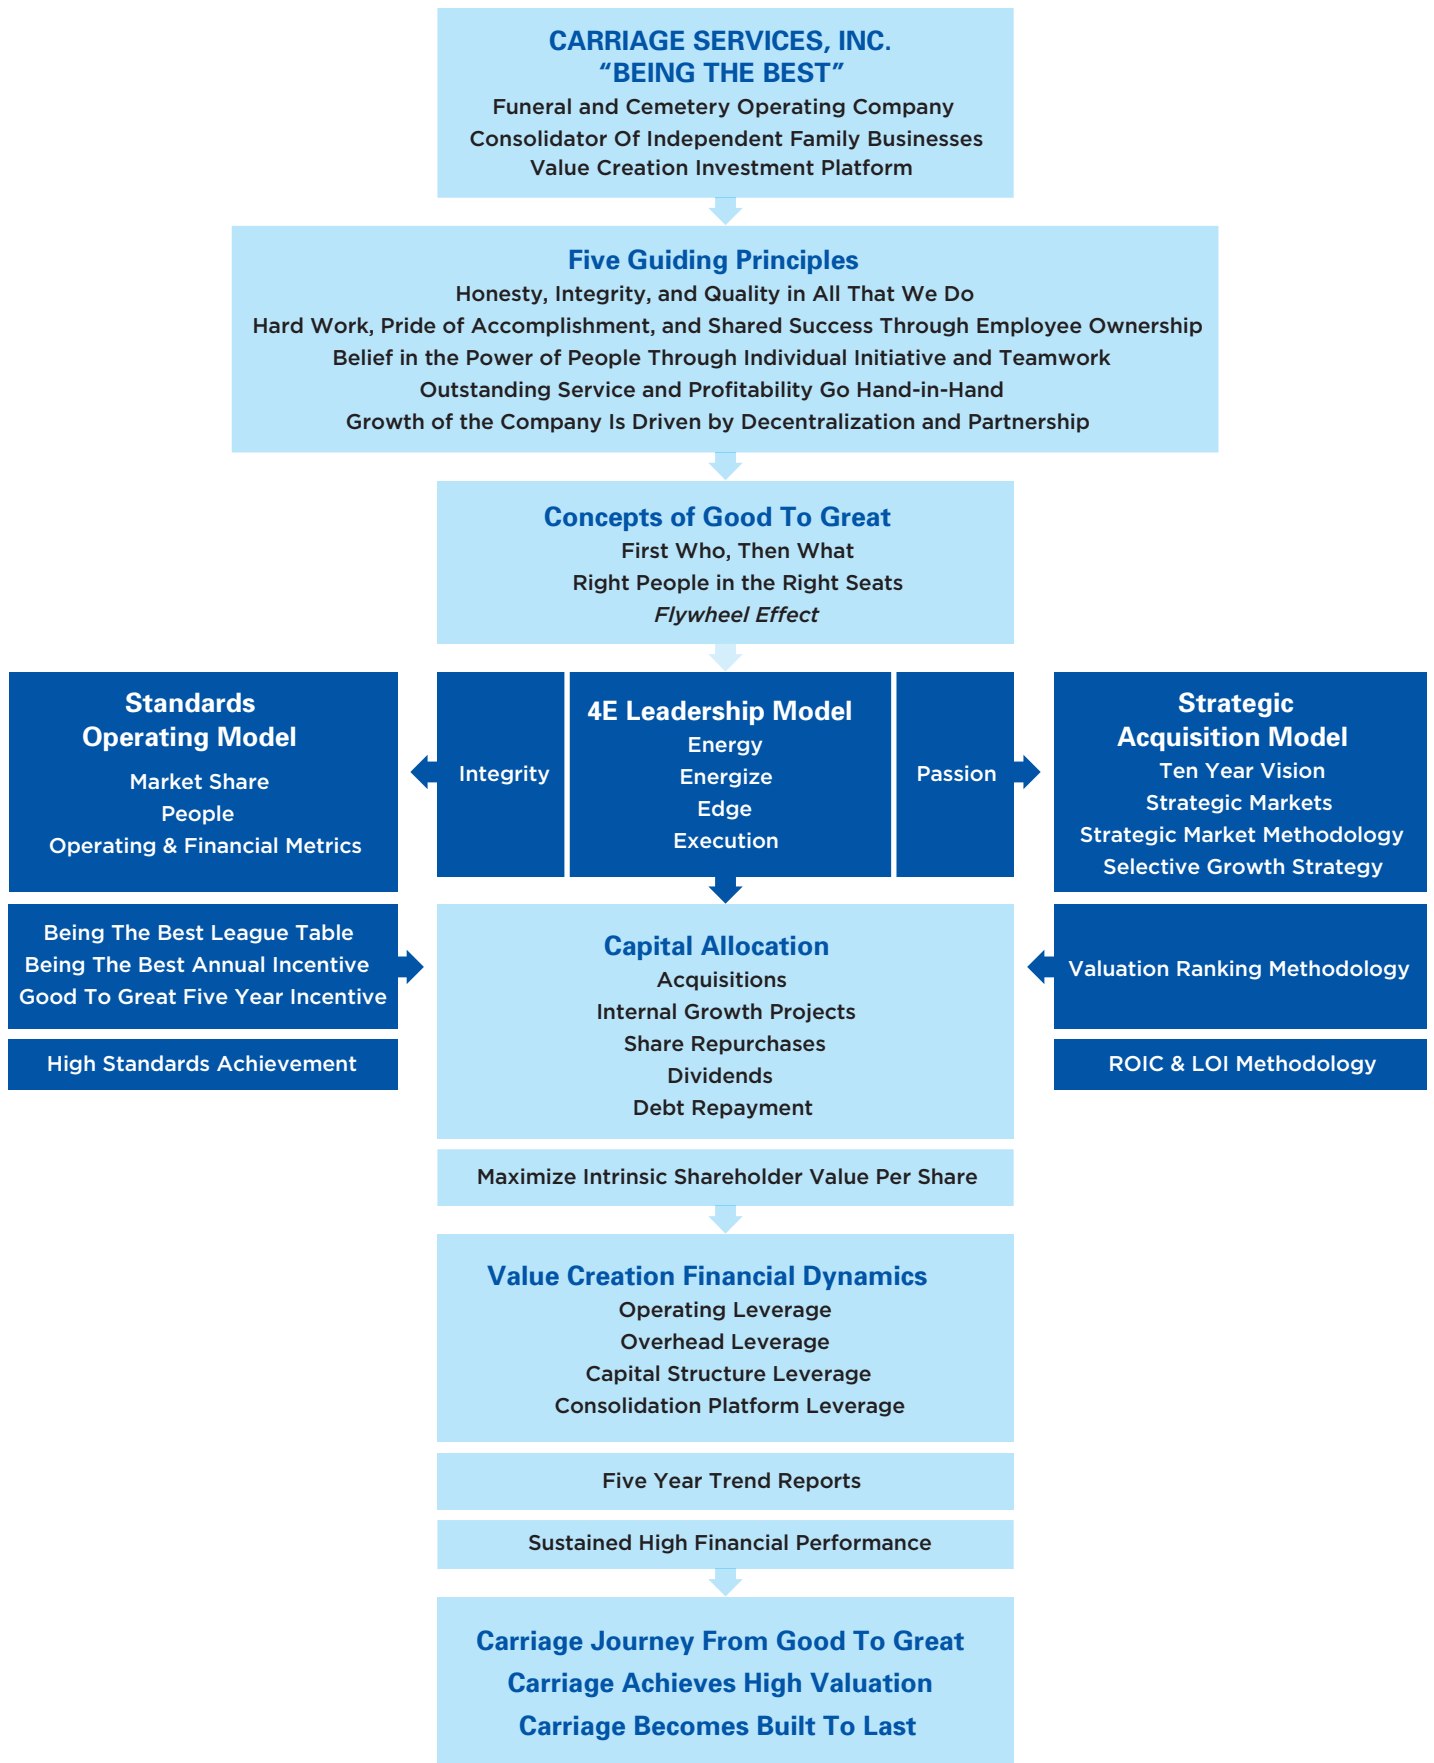 CARRIAGE SERVICES, INC.
“BEING THE BEST”
Funeral and Cemetery Operating Company
Consolidator Of Independent Family Businesses
Value Creation Investment Platform
Five Guiding Principles
Honesty, Integrity, and Quality in All That We Do
Hard Work, Pride of Accomplishment, and Shared Success Through Employee Ownership
Belief in the Power of People Through Individual Initiative and Teamwork
Outstanding Service and Profitability Go Hand-in-Hand
Growth of the Company Is Driven by Decentralization and Partnership
Concepts of Good To Great
First Who, Then What
Right People in the Right Seats
Flywheel Effect
Standards
Operating Model
Market Share
People
Operating & Financial Metrics
Integrity
4E Leadership Model
Energy
Energize
Edge
Execution
Passion
Strategic
Acquisition Model
Ten Year Vision
Strategic Markets
Strategic Market Methodology
Selective Growth Strategy
Being The Best League Table
Being The Best Annual Incentive
Good To Great Five Year Incentive
High Standards Achievement
Capital Allocation
Acquisitions
Internal Growth Projects
Share Repurchases
Dividends
Debt Repayment
Valuation Ranking Methodology
ROIC & LOI Methodology
Maximize Intrinsic Shareholder Value Per Share
Value Creation Financial Dynamics
Operating Leverage
Overhead Leverage
Capital Structure Leverage
Consolidation Platform Leverage
Five Year Trend Reports
Sustained High Financial Performance
Carriage Journey From Good To Great
Carriage Achieves High Valuation
Carriage Becomes Built To Last